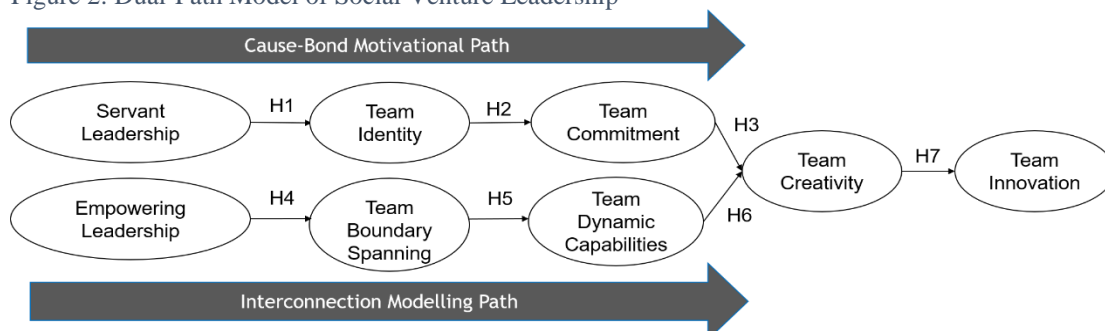 Figure 2: Dual-Path Model of Social Venture Leadership
Cause-Bond Motivational Path
Servant
Leadership
H1
Team
Identity
H2
Team
Commitment
H3
Team
Creativity
H7
Team
Innovation
Empowering
Leadership
H4
Team
Boundary
Spanning
H5
Team
Dynamic
Capabilities
H6
Interconnection Modelling Path